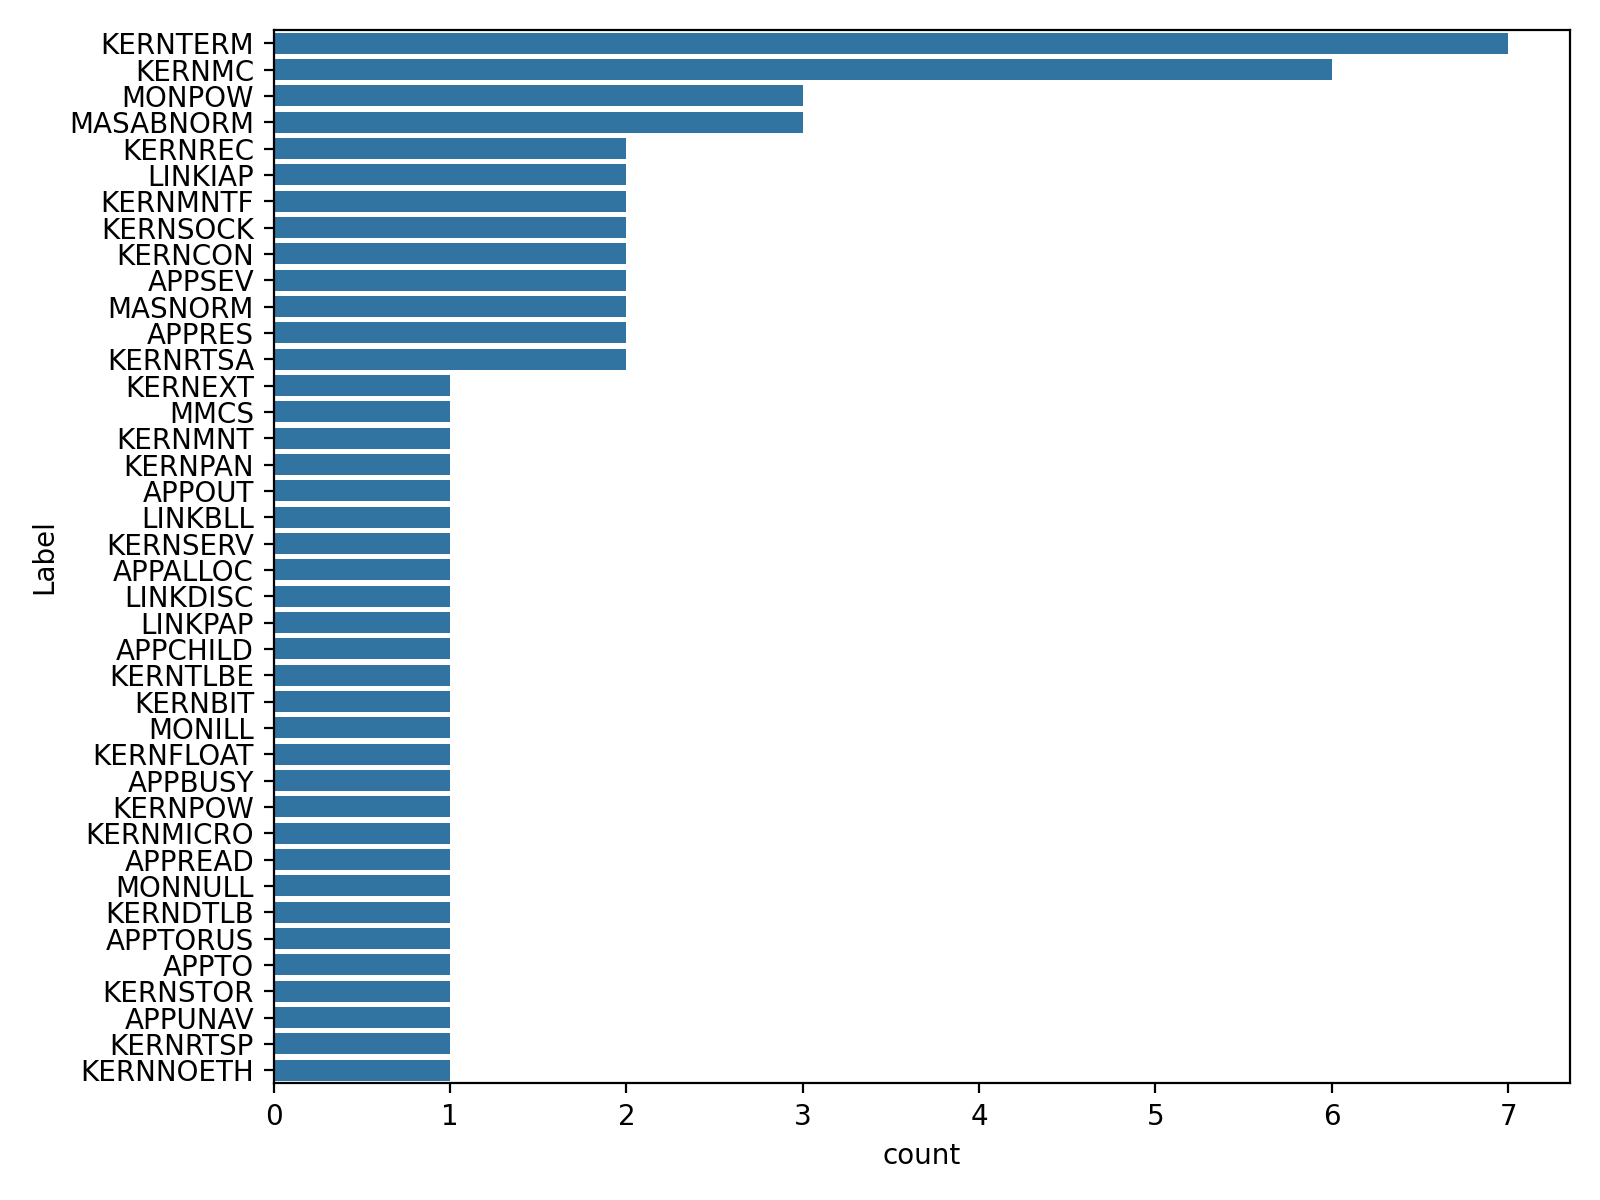 KERNTERM
KERNMC
MONPOW
MASABNORM
KERNREC
LINKIAP
KERNMNTF
KERNSOCK
KERNCON
APPSEV
MASNORM
APPRES
KERNRTSA
KERNEXT
MMCS
KERNMNT
KERNPAN
APPOUT
LINKBLL
KERNSERV
APPALLOC
LINKDISC
LINKPAP
APPCHILD
KERNTLBE
KERNBIT
MONILL
KERNFLOAT
APPBUSY
KERNPOW
KERNMICRO
APPREAD
MONNULL
KERNDTLB
APPTORUS
APPTO
KERNSTOR
APPUNAV
KERNRTSP
KERNNOETH
Label
0 1 2 3 4 5 6 7
count